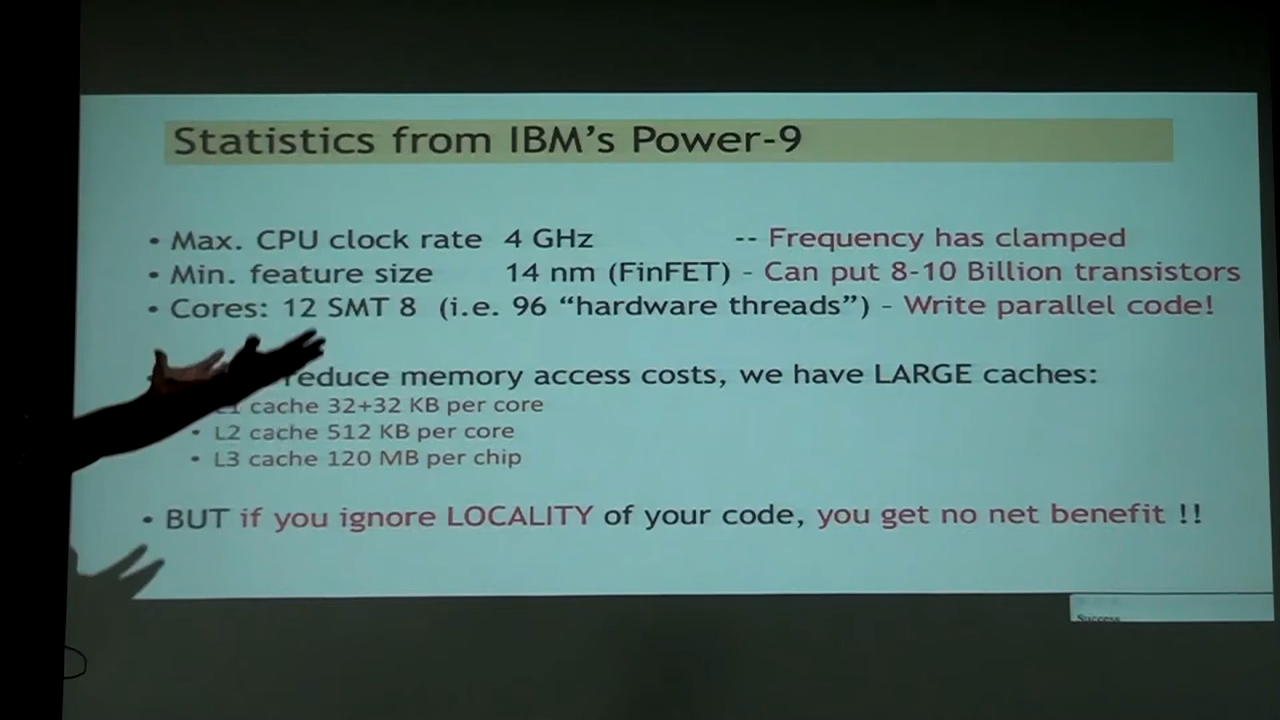 Statistics from IBM's Power-9
• Max. CPU clock rate 4 GHz -- Frequency has clamped
• Min. feature size 14 nm (FinFET) - Can put 8-10 Billion transistors
• Cores: 12 SMT 8 (i.e. 96 “hardware threads”) - Write parallel code!
reduce memory access costs, we have LARGE caches:
L1 cache 32+32 KB per core
• L2 cache 512 KB per core
• L3 cache 120 MB per chip
• BUT if you ignore LOCALITY of your code, you get no net benefit !!
Success